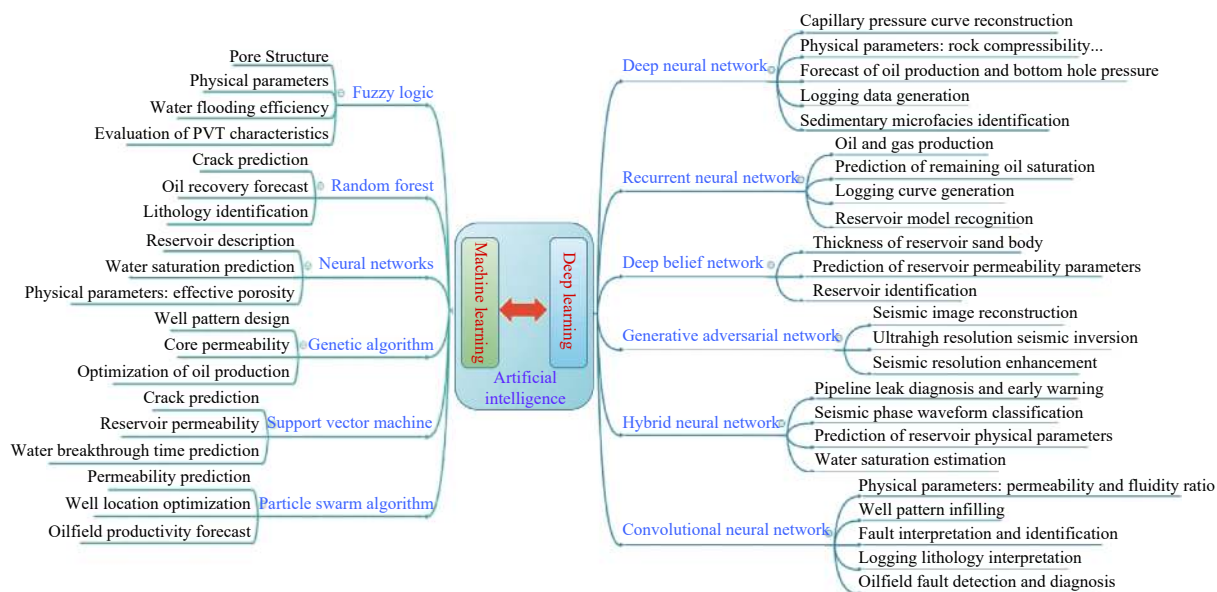 Pore Structure
Physical parameters
Water flooding efficiency
Evaluation of PVT characteristics
Fuzzy logic
Crack prediction
Oil recovery forecast
Lithology identification
Random forest
Reservoir description
Water saturation prediction
Physical parameters: effective porosity
Neural networks
Well pattern design
Core permeability
Optimization of oil production
Genetic algorithm
Crack prediction
Reservoir permeability
Water breakthrough time prediction
Support vector machine
Permeability prediction
Well location optimization
Oilfield productivity forecast
Particle swarm algorithm
Machine learning
Deep learning
Artificial
intelligence
Deep neural network
Capillary pressure curve reconstruction
Physical parameters: rock compressibility...
Forecast of oil production and bottom hole pressure
Logging data generation
Sedimentary microfacies identification
Recurrent neural network
Oil and gas production
Prediction of remaining oil saturation
Logging curve generation
Reservoir model recognition
Deep belief network
Thickness of reservoir sand body
Prediction of reservoir permeability parameters
Reservoir identification
Generative adversarial network
Seismic image reconstruction
Ultrahigh resolution seismic inversion
Seismic resolution enhancement
Hybrid neural network
Pipeline leak diagnosis and early warning
Seismic phase waveform classification
Prediction of reservoir physical parameters
Water saturation estimation
Convolutional neural network
Physical parameters: permeability and fluidity ratio
Well pattern infilling
Fault interpretation and identification
Logging lithology interpretation
Oilfield fault detection and diagnosis